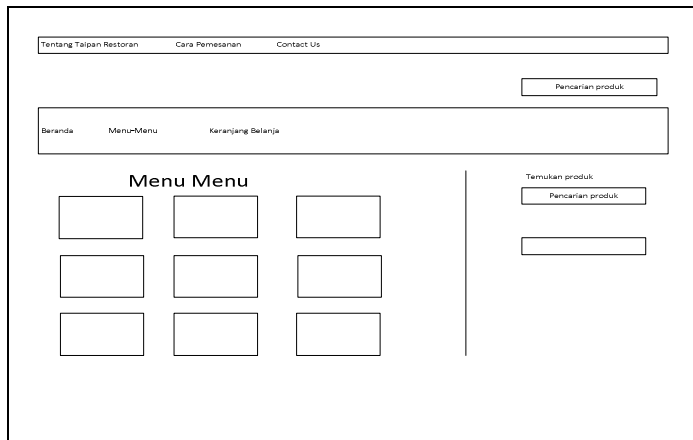 Tentang Taipan Restoran Cara Pemesanan Contact Us
Pencarian produk
Beranda Menu-Menu Keranjang Belanja
Menu Menu
Temukan produk
Pencarian produk